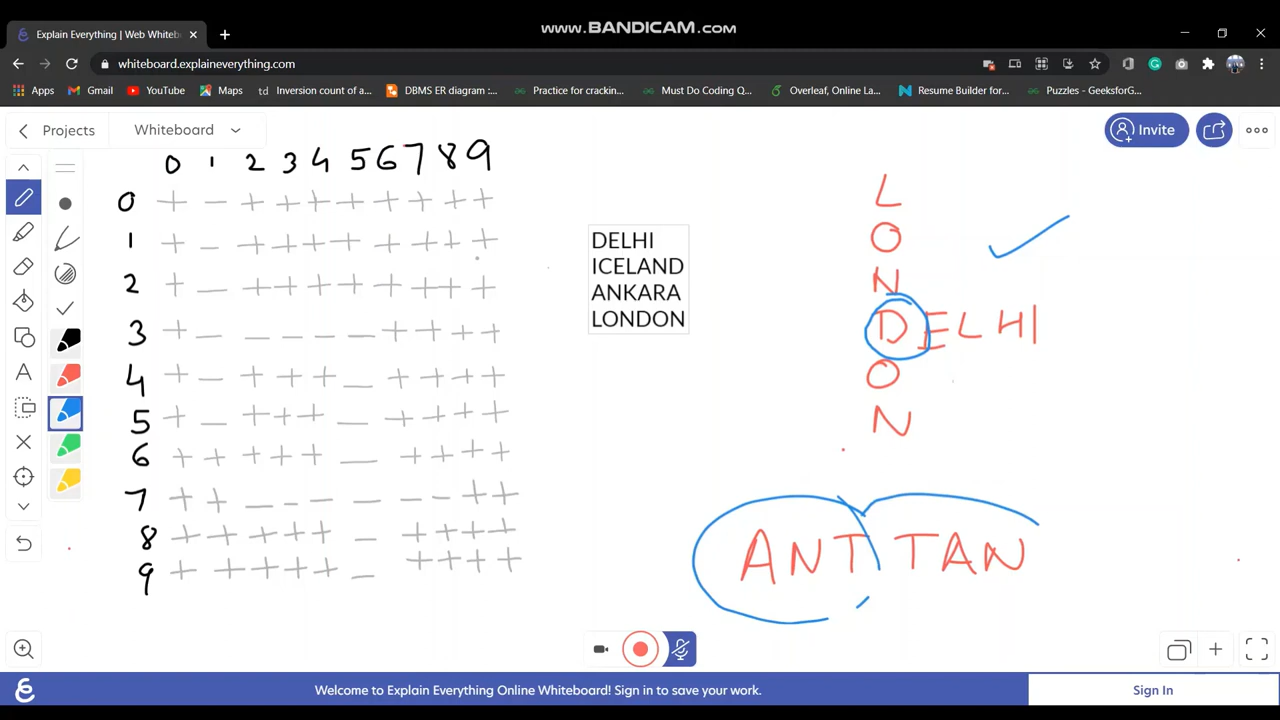 www.BANDICAM.com
Explain Everything | Web Whiteb
whiteboard.explaineverything.com
Apps Gmail YouTube Maps td Inversion count of a... DBMS ER diagram :... Practice for crackin... Must Do Coding Q... Overleaf, Online La... Resume Builder for... Puzzles - GeeksforG...
Projects Whiteboard Invite
0 1 2 3 4 5 6 7 8 9
0 + - + + + + + + + +
1 + - + + + + + + + +
2 + - + + + + + + + +
3 + - - - - - + + + +
4 + - + + + - + + + +
5 + - + + + - + + + +
6 + + + + + - + + + +
7 + + - - - - - - + +
8 + + + + + - + + + +
9 + + + + + - + + + +
DELHI
ICELAND
ANKARA
LONDON
L
O
N
DELHI
O
N
ANT TAN
Welcome to Explain Everything Online Whiteboard! Sign in to save your work. Sign In